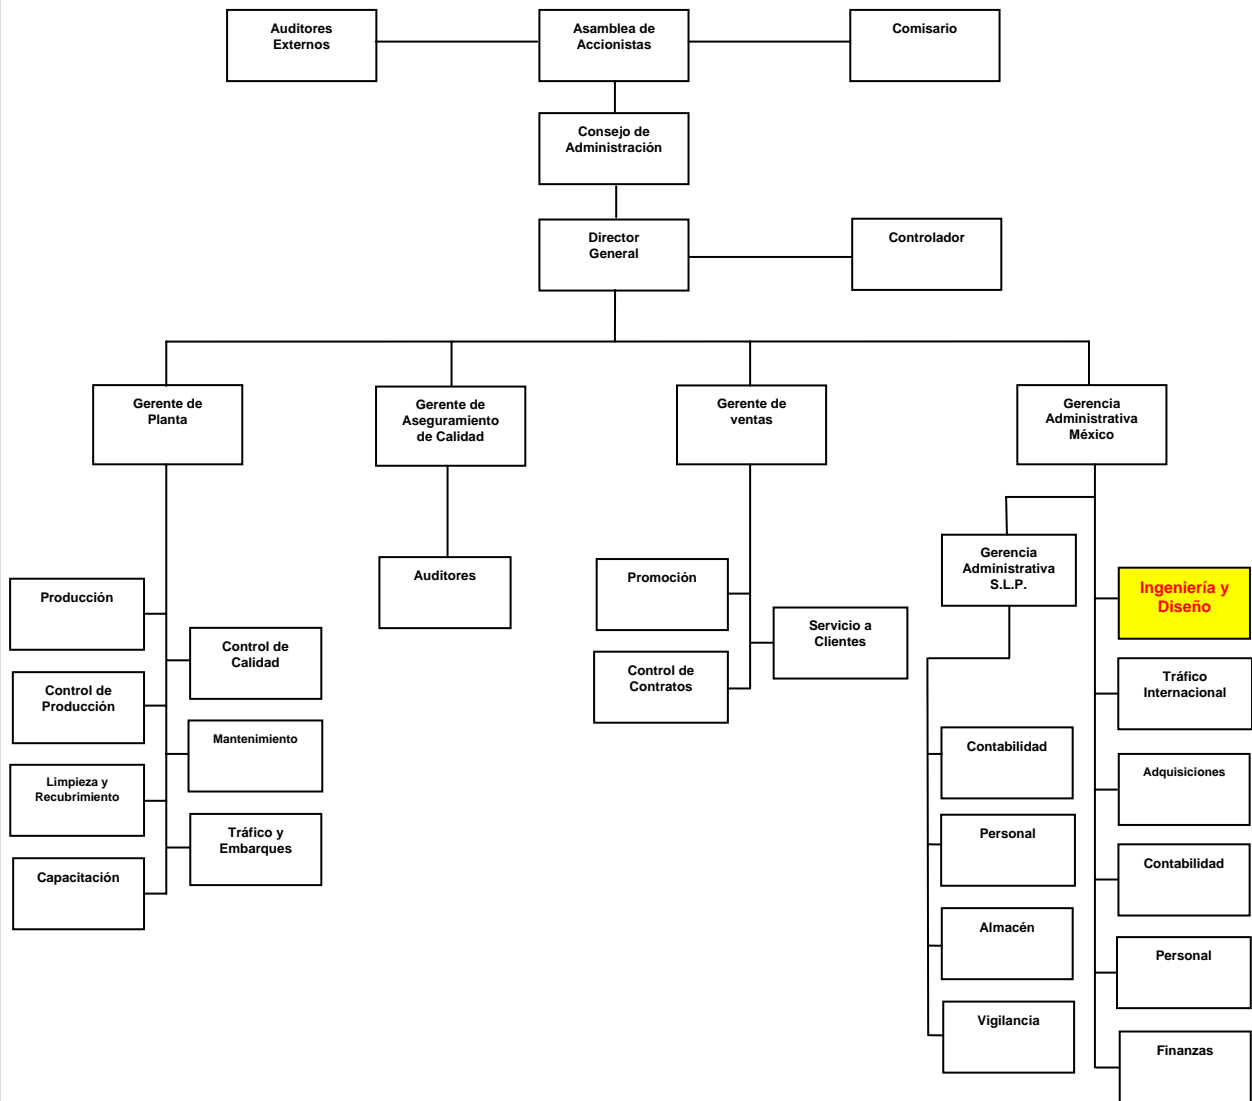 Auditores
Externos
Asamblea de
Accionistas
Comisario
Consejo de
Administración
Director
General
Controlador
Gerente de
Planta
Gerente de
Aseguramiento
de Calidad
Gerente de
ventas
Gerencia
Administrativa
México
Producción
Control de
Calidad
Control de
Producción
Mantenimiento
Limpieza y
Recubrimiento
Tráfico y
Embarques
Capacitación
Auditores
Promoción
Servicio a
Clientes
Control de
Contratos
Gerencia
Administrativa
S.L.P.
Contabilidad
Personal
Almacén
Vigilancia
Ingeniería y
Diseño
Tráfico
Internacional
Adquisiciones
Contabilidad
Personal
Finanzas